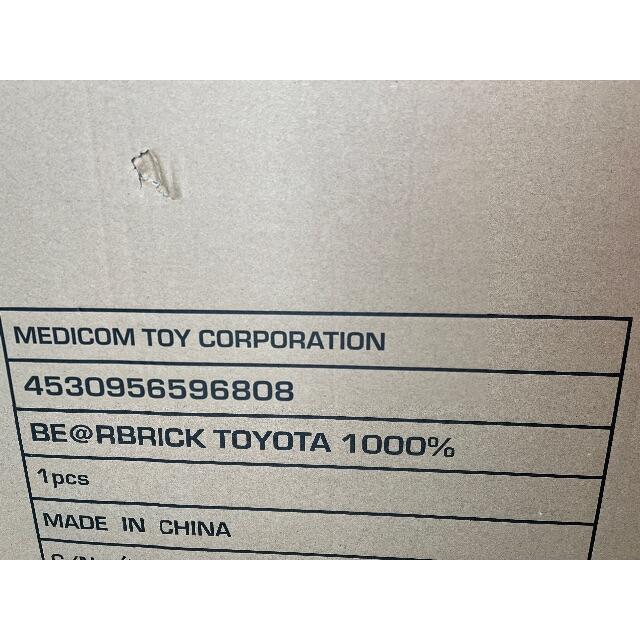 MEDICOM TOY CORPORATION
4530956596808
BE@RBRICK TOYOTA 1000%
1pcs
MADE IN CHINA